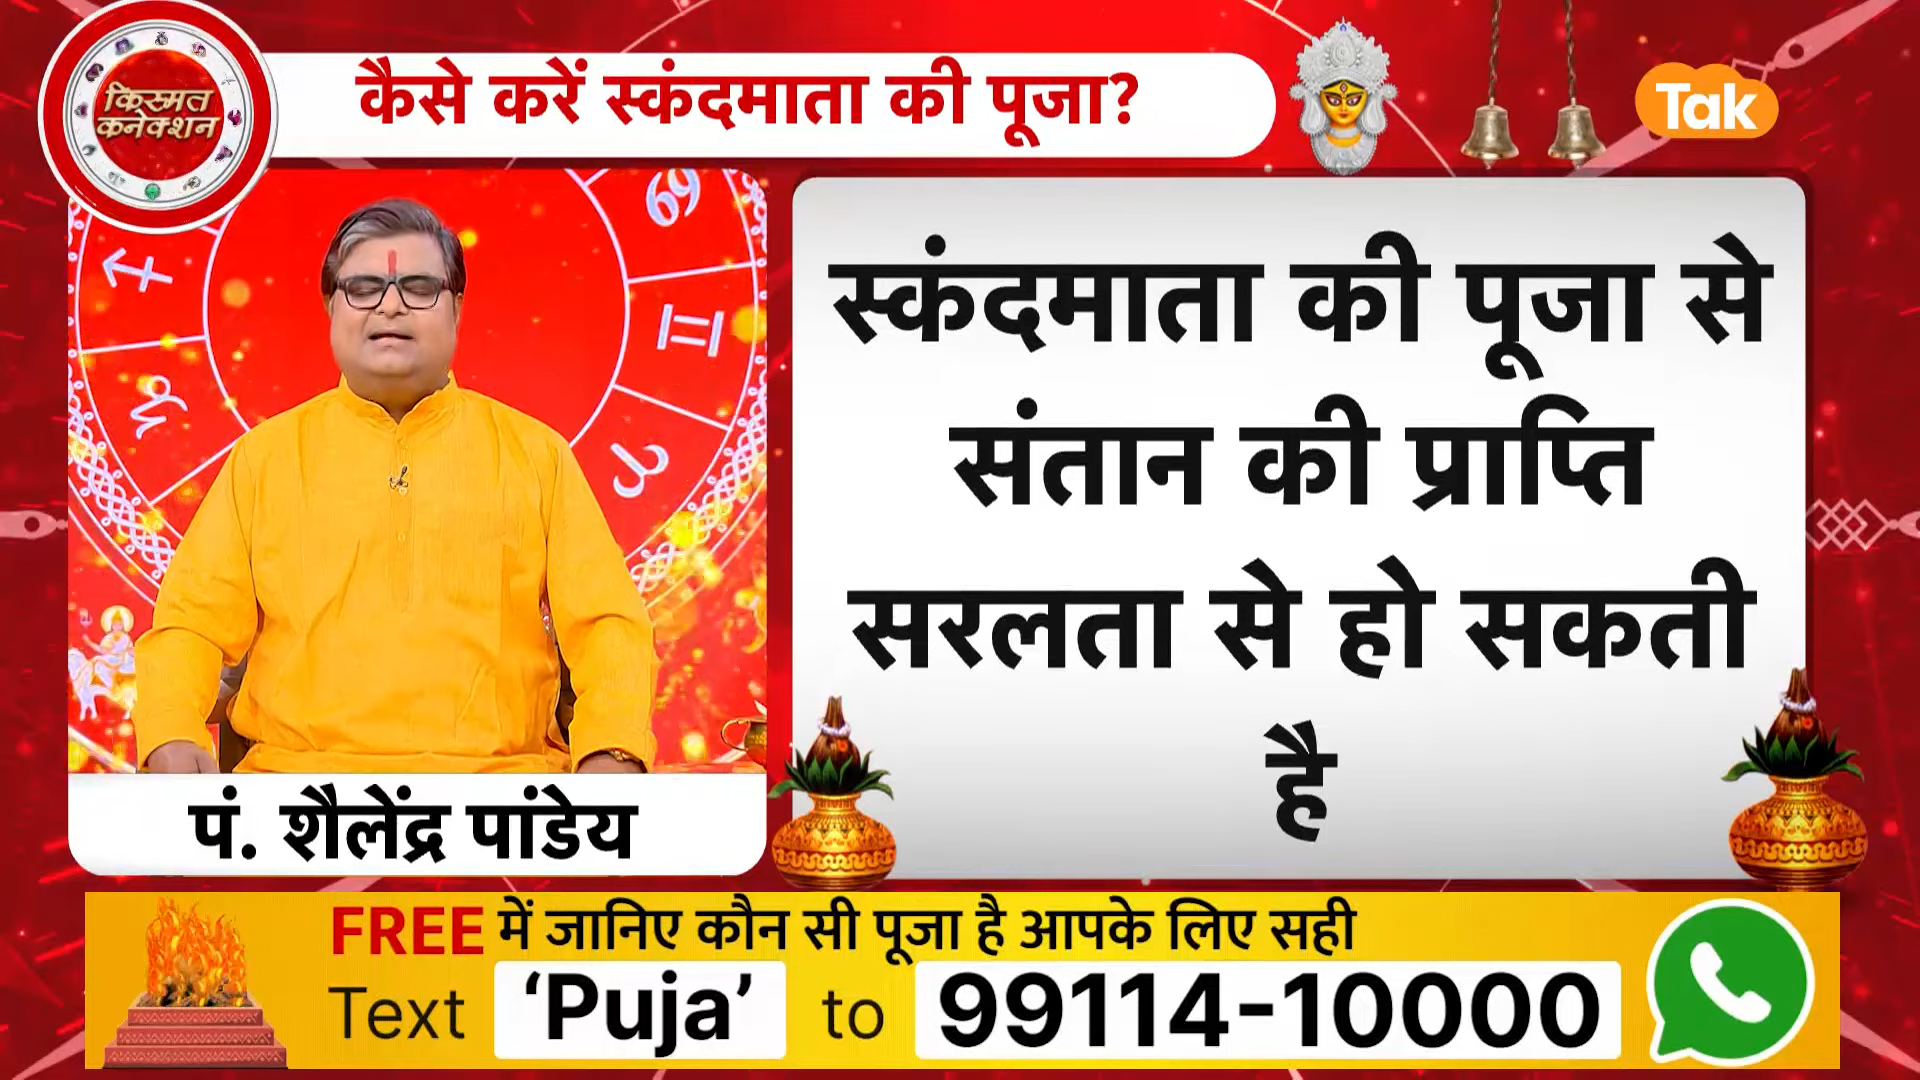 किस्मत
कनेक्शन
कैसे करें स्कंदमाता की पूजा?
Tak
स्कंदमाता की पूजा से
संतान की प्राप्ति
सरलता से हो सकती
है
पं. शैलेंद्र पांडेय
FREE में जानिए कौन सी पूजा है आपके लिए सही
Text ‘Puja’ to 99114-10000